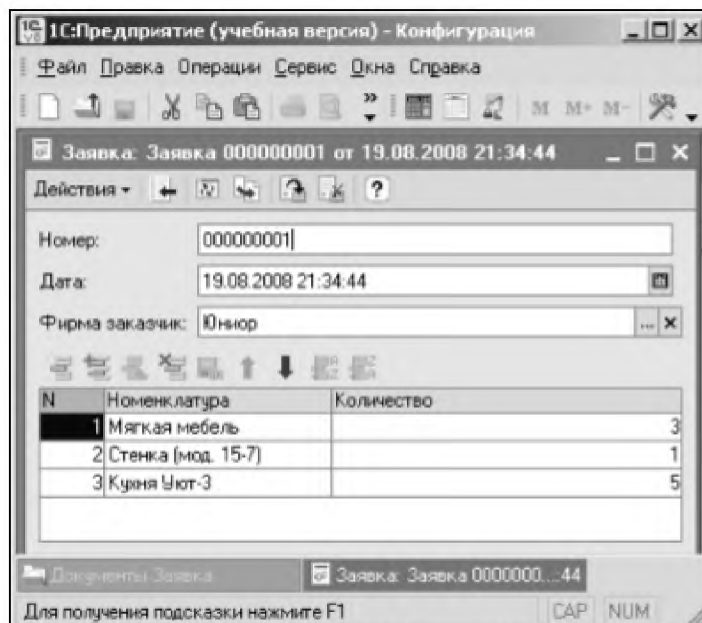 1С:Предприятие (учебная версия) - Конфигурация
Файл Правка Операции Сервис Окна Справка
M M+ M-
Заявка: Заявка 000000001 от 19.08.2008 21:34:44
Действия
Номер: 000000001
Дата: 19.08.2008 21:34:44
Фирма заказчик: Юниор ...
N Номенклатура Количество
1 Мягкая мебель 3
2 Стенка (мод. 15-7) 1
3 Кухня Уют-3 5
Документы Заявка Заявка: Заявка 0000000...:44
Для получения подсказки нажмите F1 CAP NUM